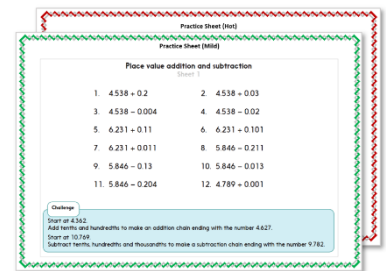 Practice Sheet (Hot)
Practice Sheet (Mild)
Place value addition and subtraction
Sheet 1
1. 4.538 + 0.2 2. 4.538 + 0.03
3. 4.538 – 0.004 4. 4.538 – 0.02
5. 6.231 + 0.11 6. 6.231 + 0.101
7. 6.231 + 0.011 8. 5.846 – 0.211
9. 5.846 – 0.13 10. 5.846 – 0.013
11. 5.846 – 0.204 12. 4.789 + 0.001
Challenge
Start at 4.362.
Add tenths and hundredths to make an addition chain ending with the number 4.627.
Start at 10.769.
Subtract tenths, hundredths and thousandths to make a subtraction chain ending with the number 9.782.